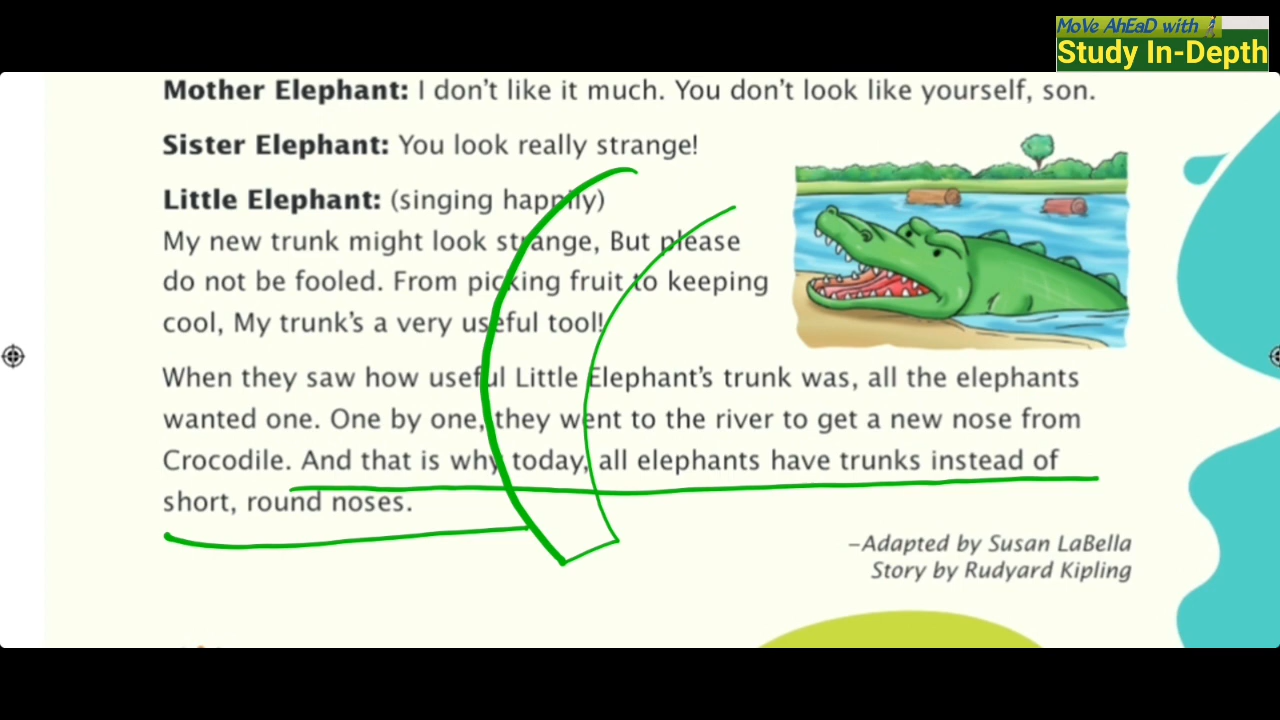 MoVe AhEaD with
Study In-Depth
Mother Elephant: I don't like it much. You don't look like yourself, son.
Sister Elephant: You look really strange!
Little Elephant: (singing happily)
My new trunk might look strange, But please
do not be fooled. From picking fruit to keeping
cool, My trunk's a very useful tool!
When they saw how useful Little Elephant's trunk was, all the elephants
wanted one. One by one, they went to the river to get a new nose from
Crocodile. And that is why today, all elephants have trunks instead of
short, round noses.
–Adapted by Susan LaBella
Story by Rudyard Kipling